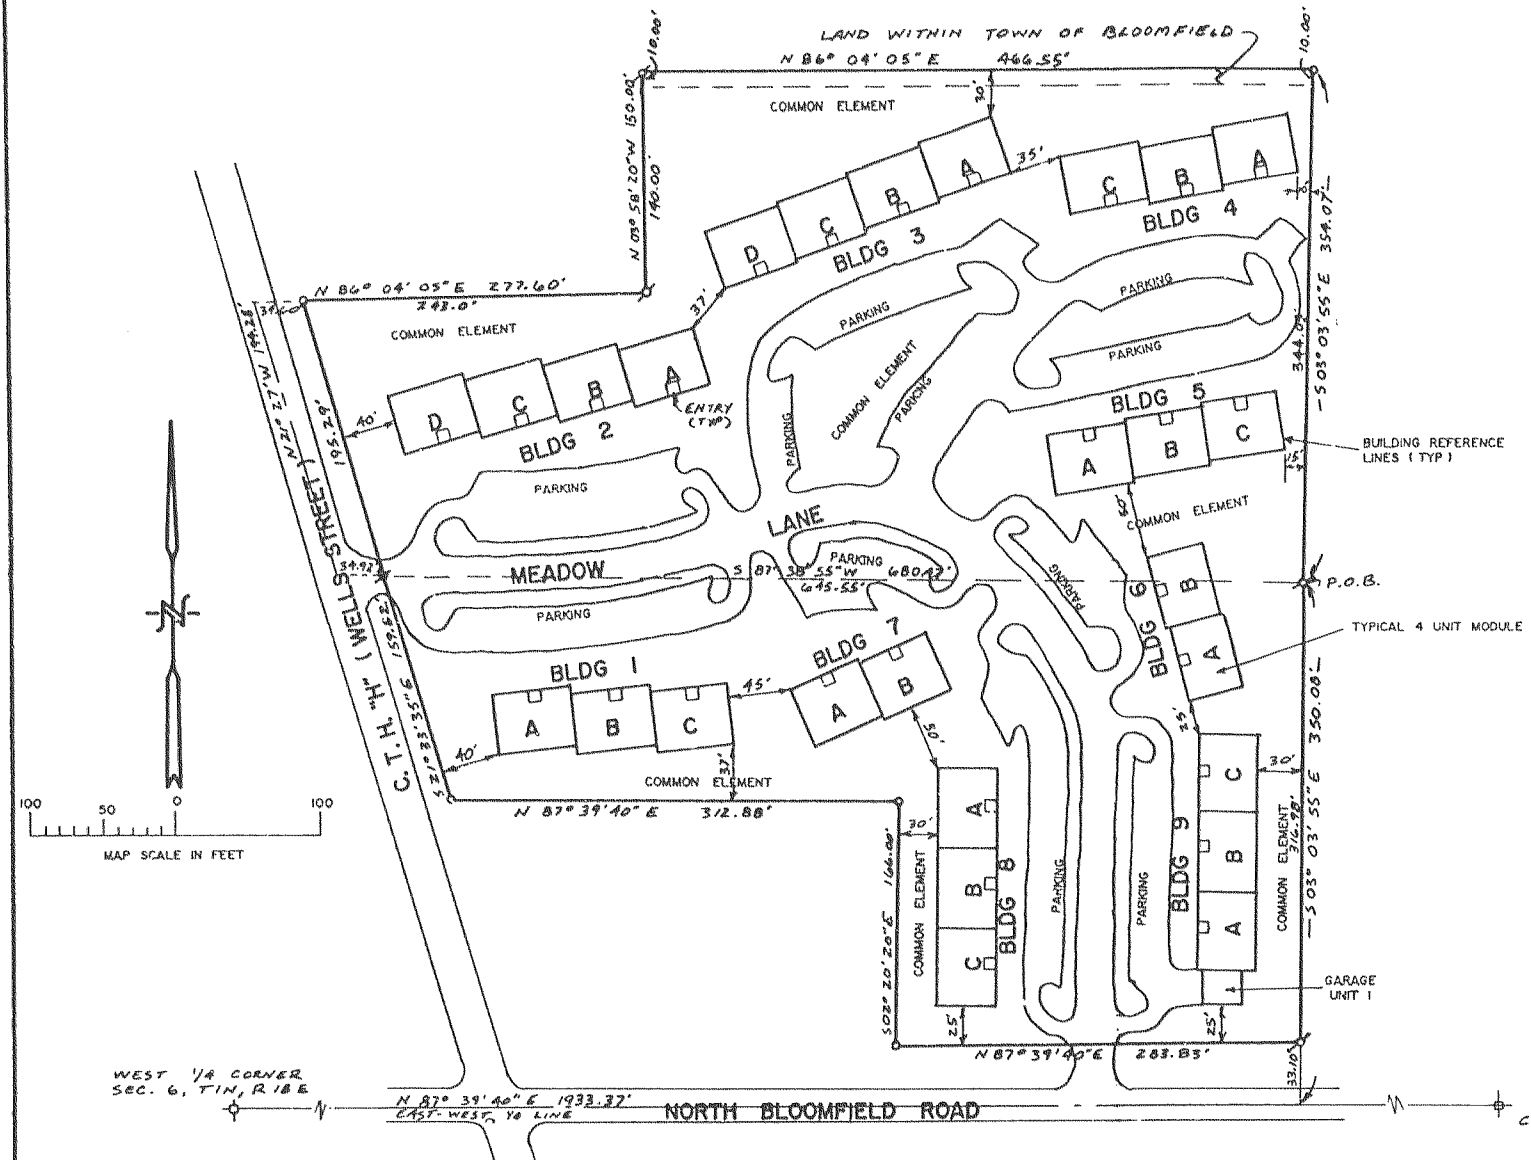 LAND WITHIN TOWN OF BLOOMFIELD
10.00'
10.00'
N 86° 04' 05" E 466.55'
COMMON ELEMENT
30'
N 03° 58' 20" W 150.00'
140.00'
A
B
C
D
BLDG 3
35'
A
B
C
BLDG 4
S 03° 03' 55" E 354.07'
344.07'
N 86° 04' 05" E 277.60'
243.0'
COMMON ELEMENT
37'
PARKING
PARKING
PARKING
COMMON ELEMENT
PARKING
PARKING
N 21° 27' W 199.28'
195.29'
40'
D
C
B
A
ENTRY
(TYP)
BLDG 2
BLDG 5
A
B
C
BUILDING REFERENCE
LINES (TYP)
15'
60'
COMMON ELEMENT
PARKING
LANE
MEADOW
PARKING
S 87° 38' 55" W 680.47'
645.55'
34.92'
P.O.B.
PARKING
PARKING
BLDG 6
B
A
TYPICAL 4 UNIT MODULE
C.T.H. "H" (WELLS STREET)
S 21° 33' 35" E 159.62'
BLDG 1
A
B
C
40'
45'
37'
BLDG 7
A
B
50'
25'
COMMON ELEMENT
N 87° 39' 40" E 312.88'
100
50
0
100
MAP SCALE IN FEET
30'
S 02° 20' 20" E 166.00'
COMMON ELEMENT
A
B
C
BLDG 8
25'
PARKING
PARKING
BLDG 9
C
B
A
30'
COMMON ELEMENT
316.98'
S 03° 03' 55" E 350.08'
GARAGE
UNIT 1
25'
N 87° 39' 40" E 283.83'
33.10'
WEST 1/4 CORNER
SEC. 6, T1N, R18E
N 87° 39' 40" E 1933.37'
EAST-WEST 1/4 LINE
NORTH BLOOMFIELD ROAD
C